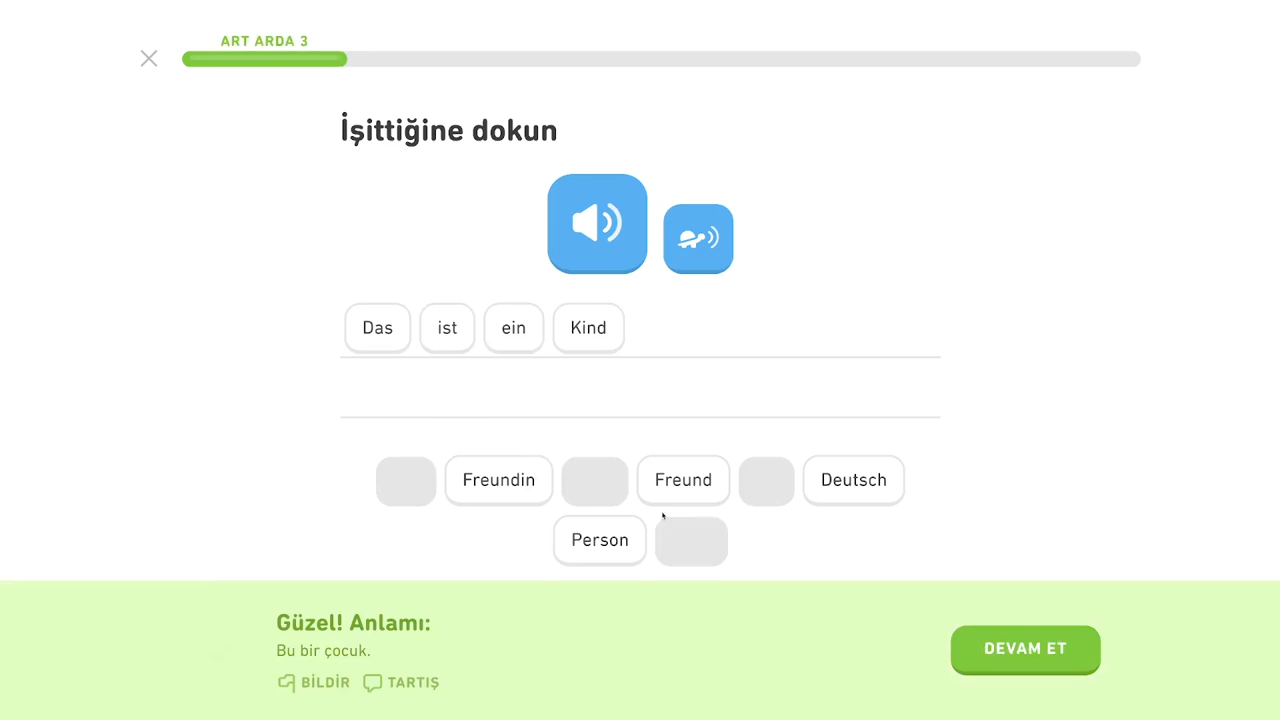 ART ARDA 3
İşittiğine dokun
Das ist ein Kind
Freundin Freund Deutsch
Person
Güzel! Anlamı:
Bu bir çocuk.
BİLDİR TARTIŞ
DEVAM ET